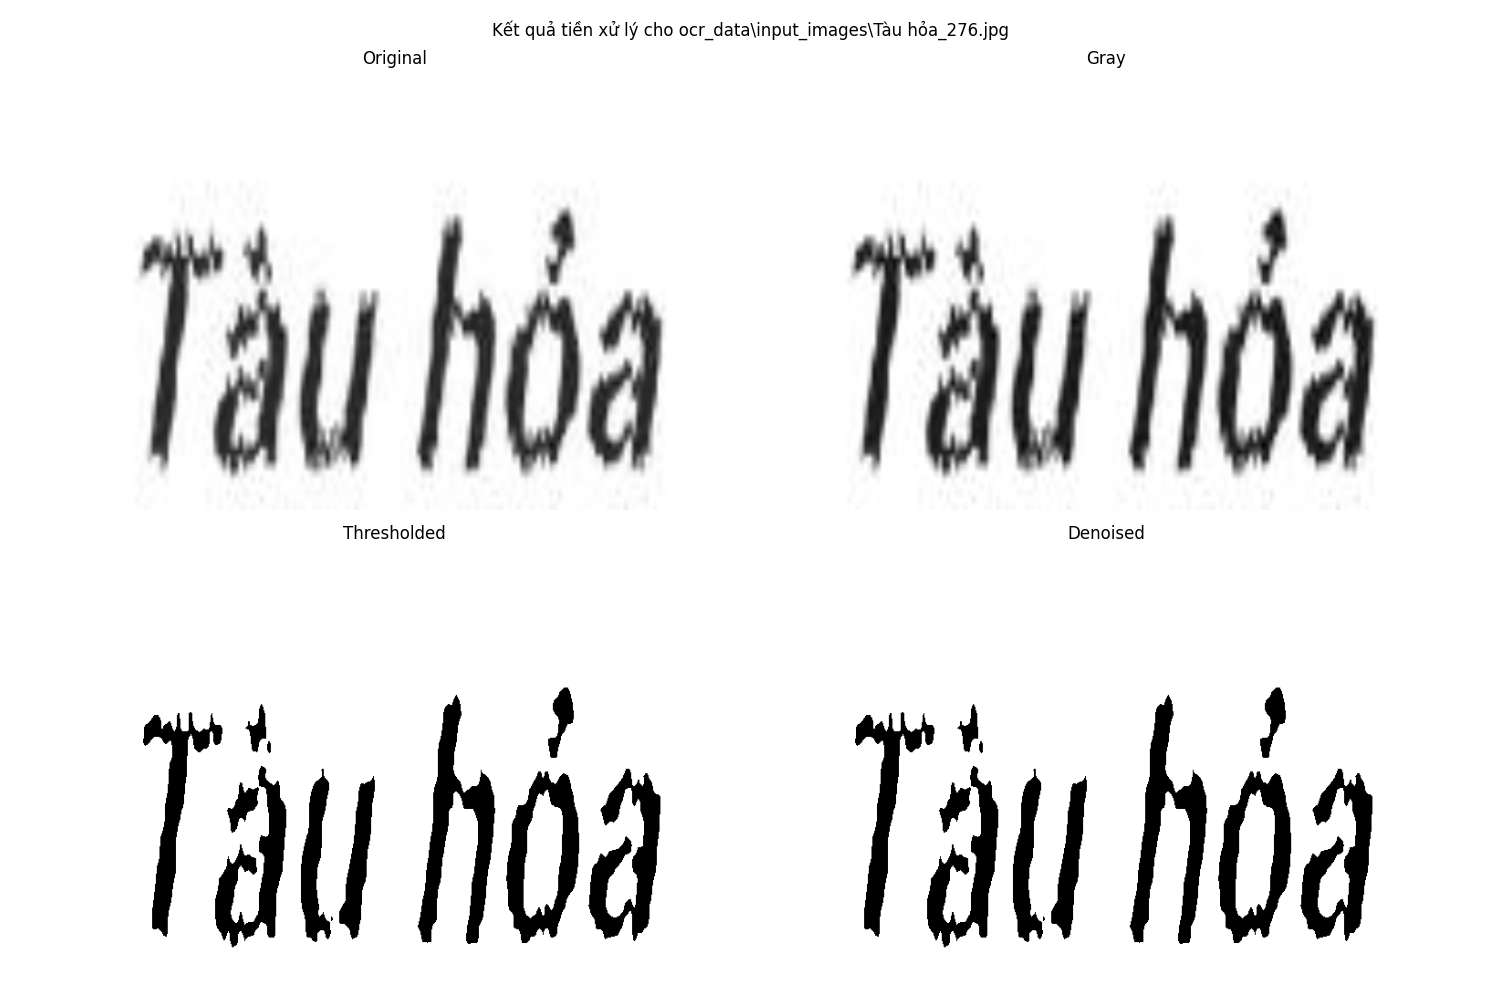 Kết quả tiền xử lý cho ocr_data\input_images\Tàu hỏa_276.jpg
Original
Gray
Tàu hỏa
Tàu hỏa
Thresholded
Denoised
Tàu hỏa
Tàu hỏa